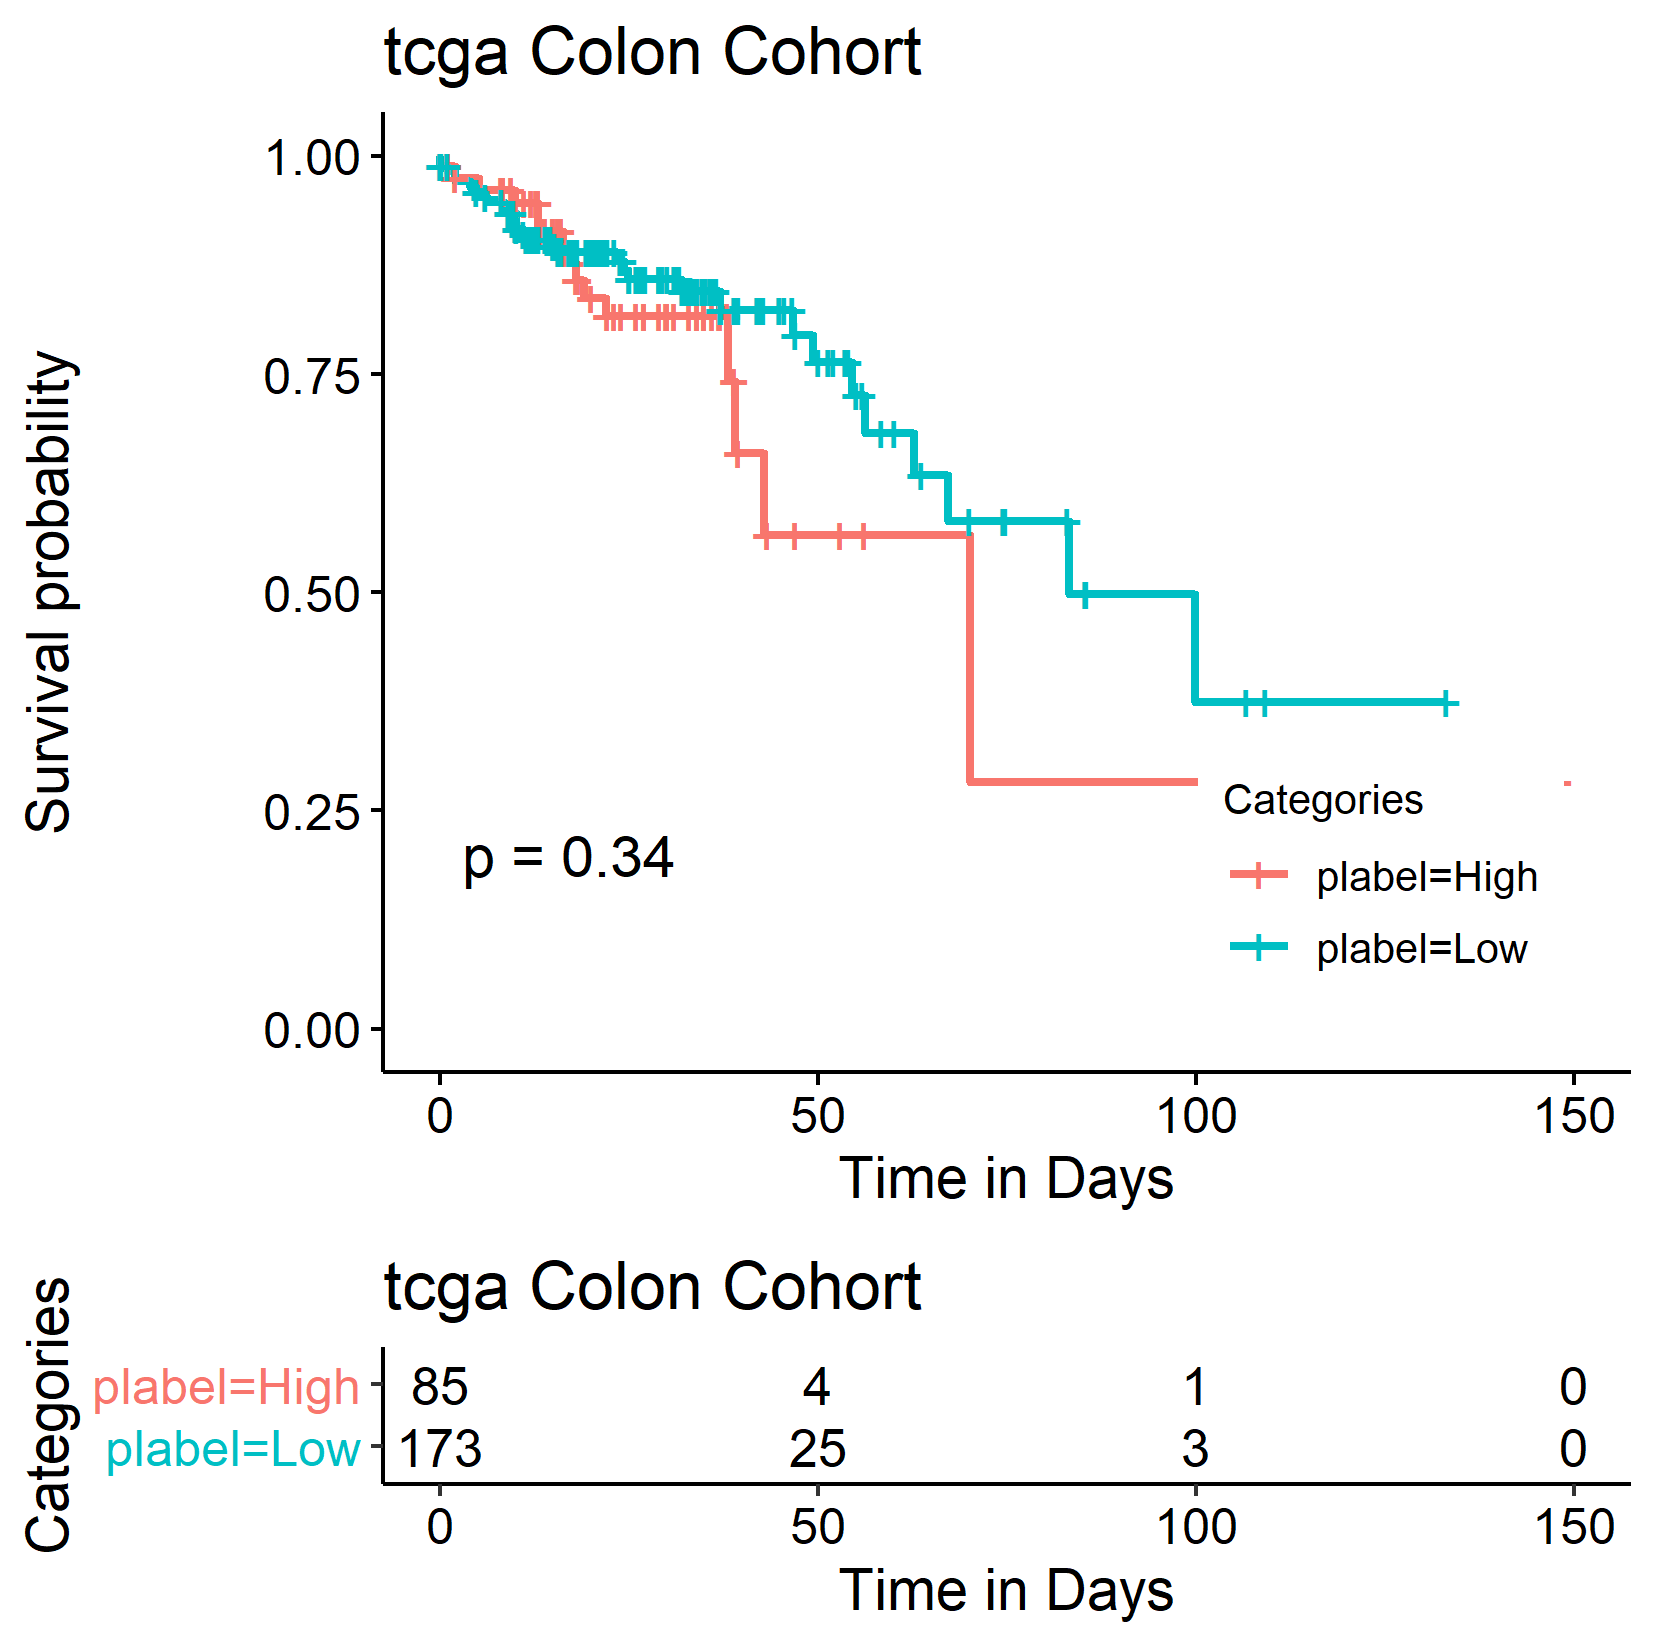 tcga Colon Cohort
Survival probability
1.00
0.75
0.50
0.25
0.00
p = 0.34
Categories
plabel=High
plabel=Low
0 50 100 150
Time in Days
tcga Colon Cohort
Categories
plabel=High 85 4 1 0
plabel=Low 173 25 3 0
0 50 100 150
Time in Days